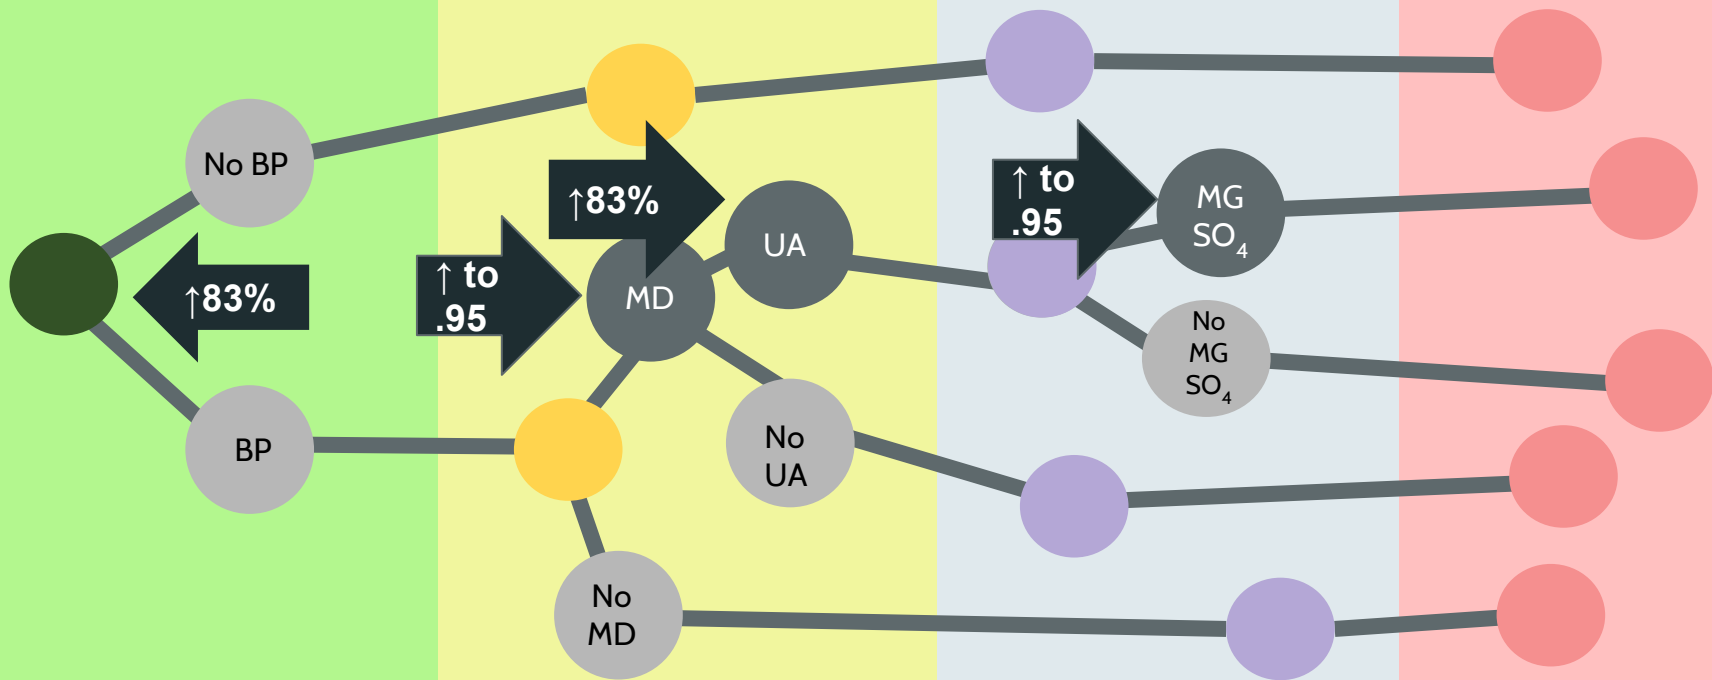 No BP
↑83%
BP
↑ to
.95
↑83%
MD
UA
No
UA
No
MD
↑ to
.95
MG
SO₄
No
MG
SO₄